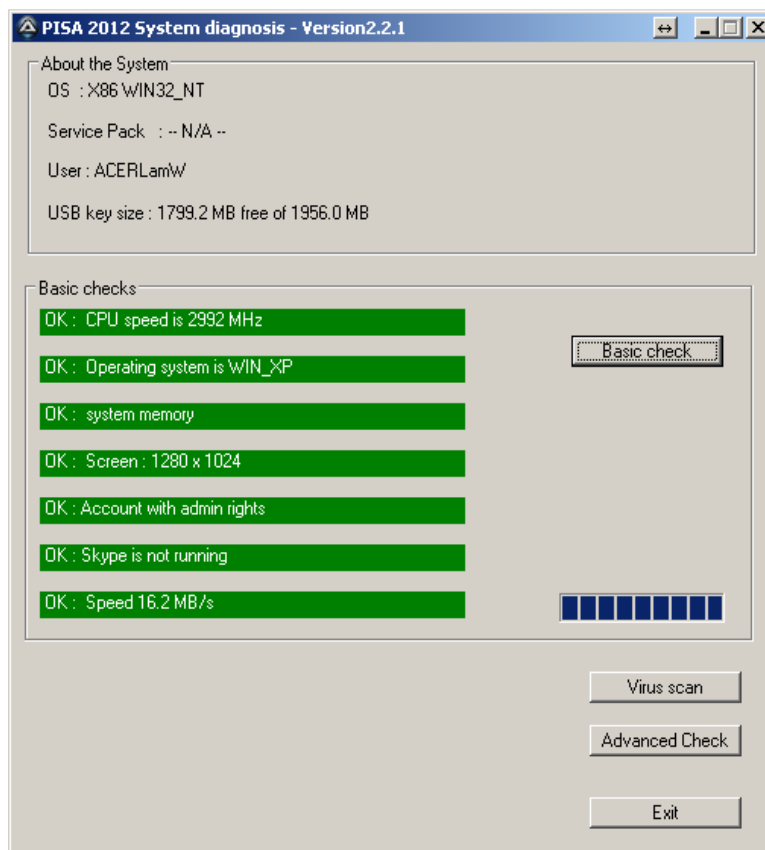 PISA 2012 System diagnosis - Version2.2.1
About the System
OS : X86 WIN32_NT
Service Pack : -- N/A --
User : ACERLamW
USB key size : 1799.2 MB free of 1956.0 MB
Basic checks
OK : CPU speed is 2992 MHz
Basic check
OK : Operating system is WIN_XP
OK : system memory
OK : Screen : 1280 x 1024
OK : Account with admin rights
OK : Skype is not running
OK : Speed 16.2 MB/s
Virus scan
Advanced Check
Exit